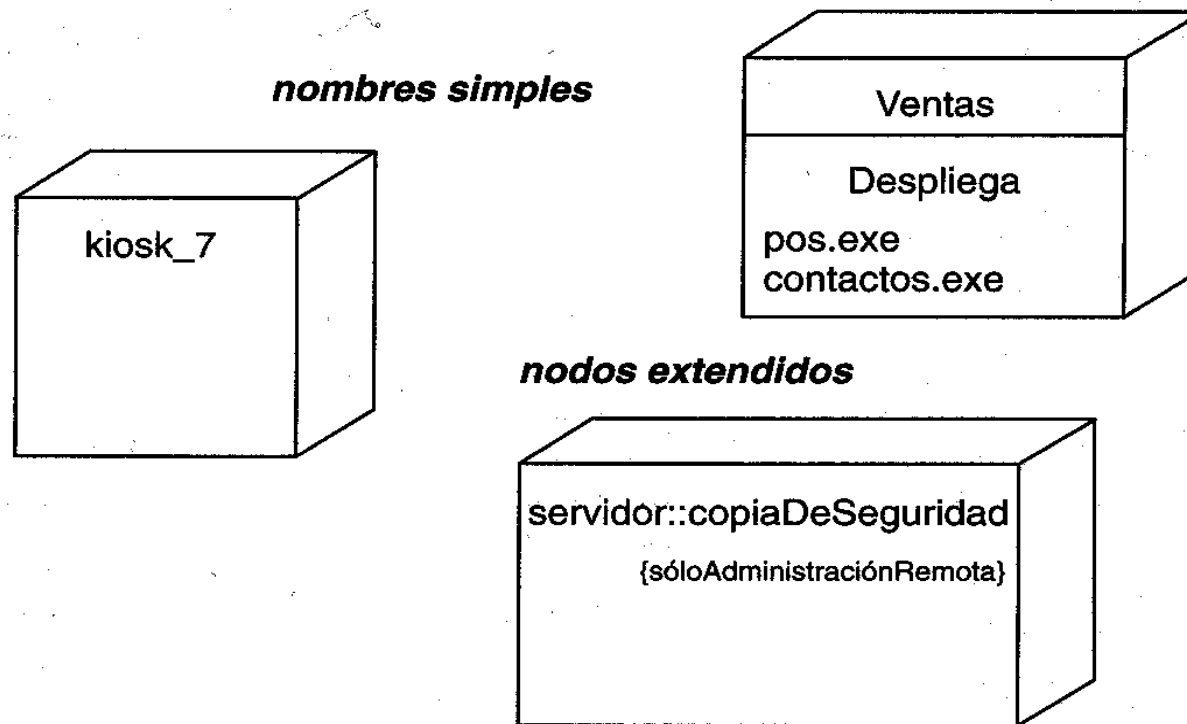 nombres simples
kiosk_7
Ventas
Despliega
pos.exe
contactos.exe
nodos extendidos
servidor::copiaDeSeguridad
{sóloAdministraciónRemota}